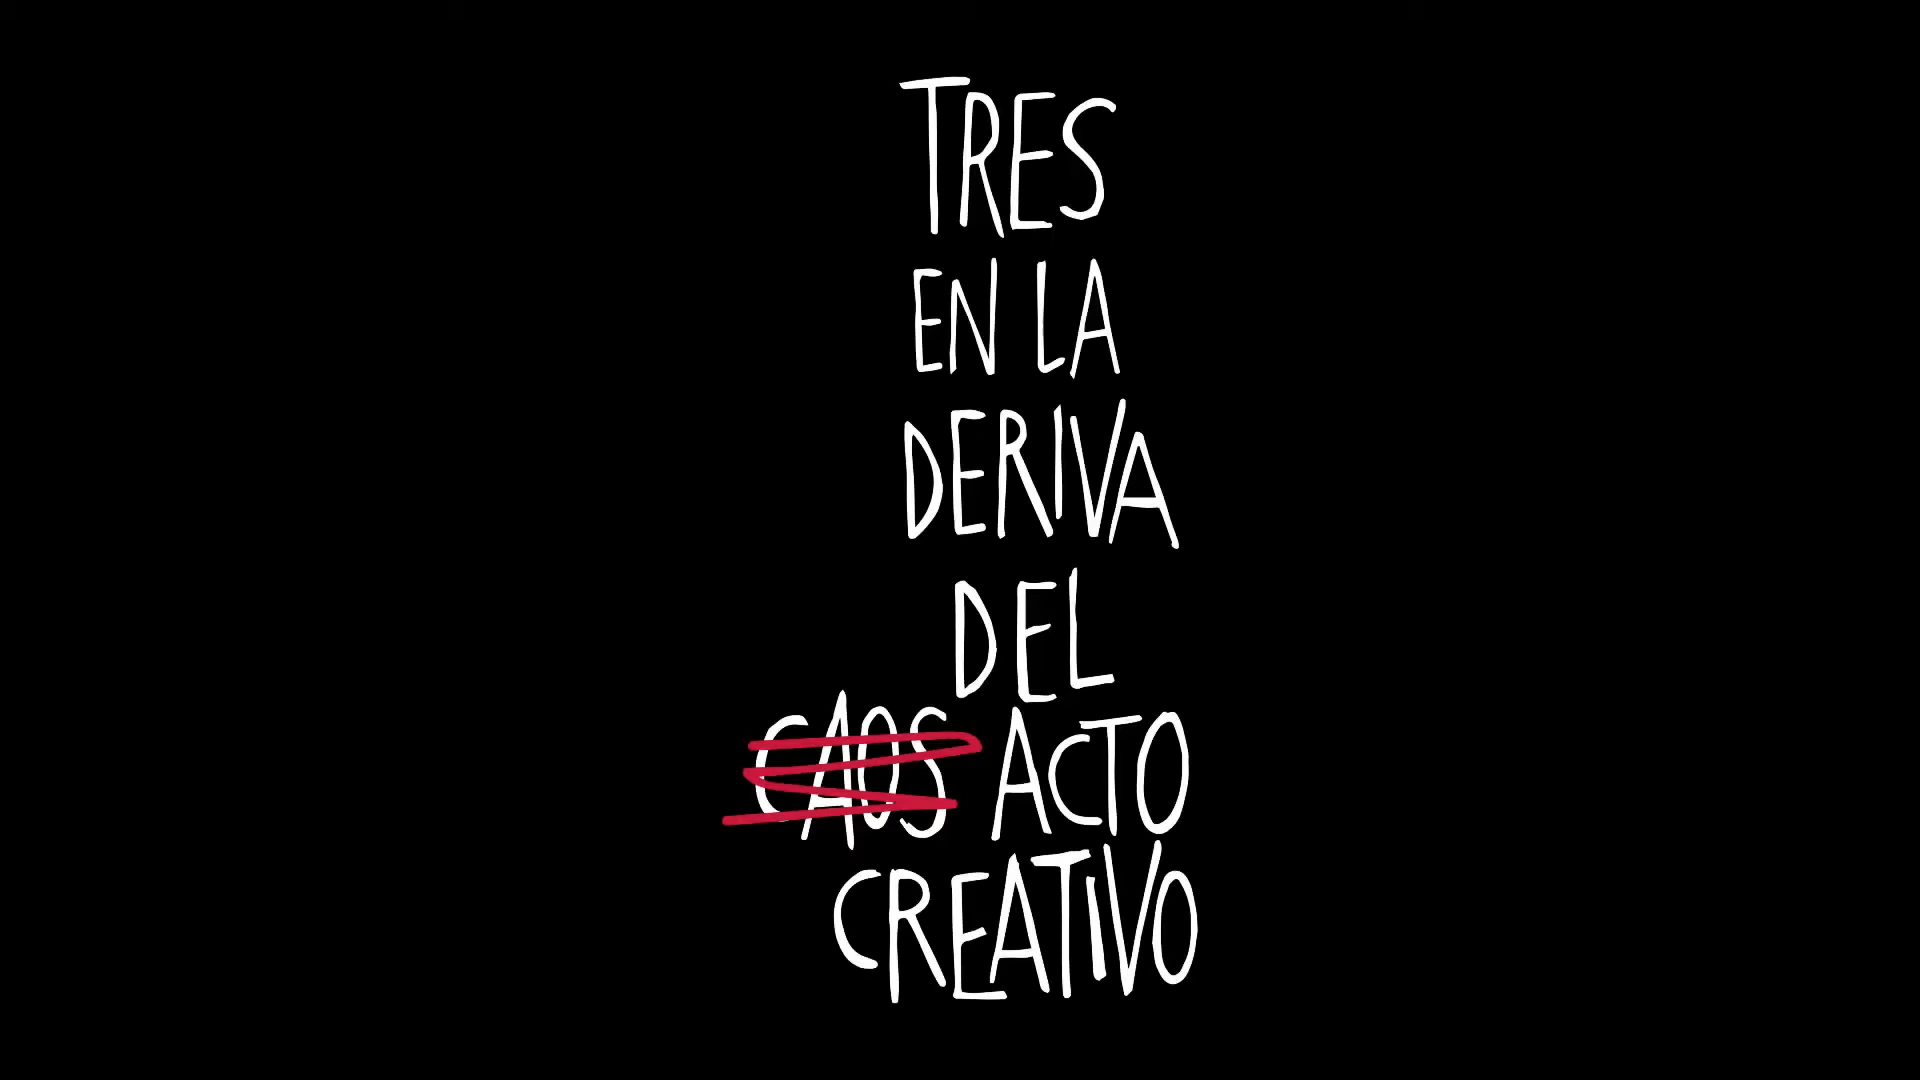 TRES
EN LA
DERIVA
DEL
CAOS ACTO
CREATIVO